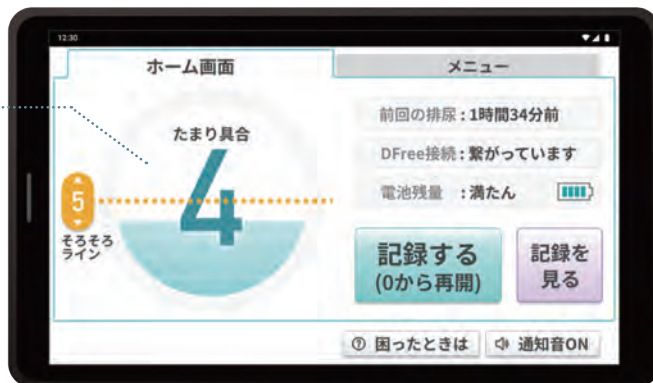 12:30
ホーム画面
メニュー
たまり具合
4
5
そろそろ
ライン
前回の排尿：1時間34分前
DFree接続：繋がっています
電池残量　：満たん
記録する
(0から再開)
記録を
見る
困ったときは
通知音ON